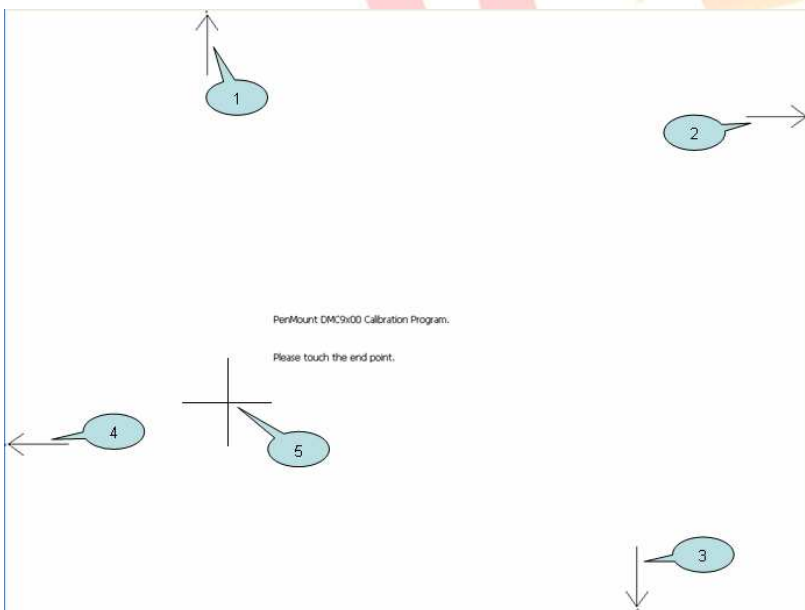 1
2
PenMount DMC9x00 Calibration Program.
Please touch the end point.
4
5
3